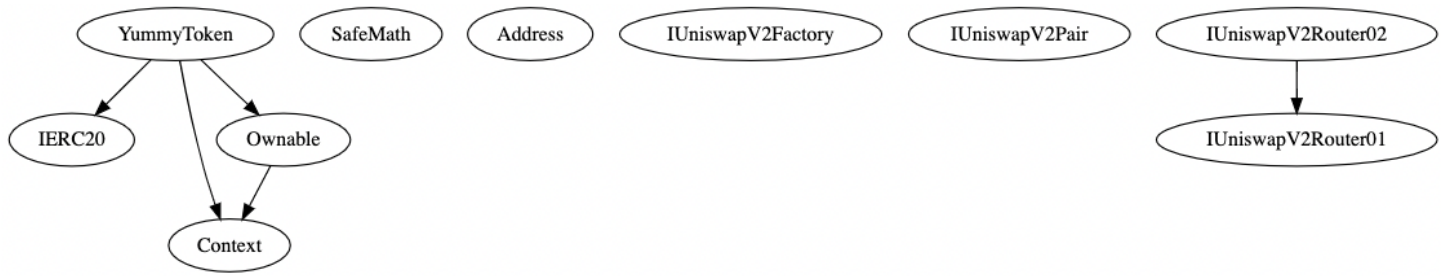 YummyToken
SafeMath
Address
IUniswapV2Factory
IUniswapV2Pair
IUniswapV2Router02
IERC20
Ownable
IUniswapV2Router01
Context